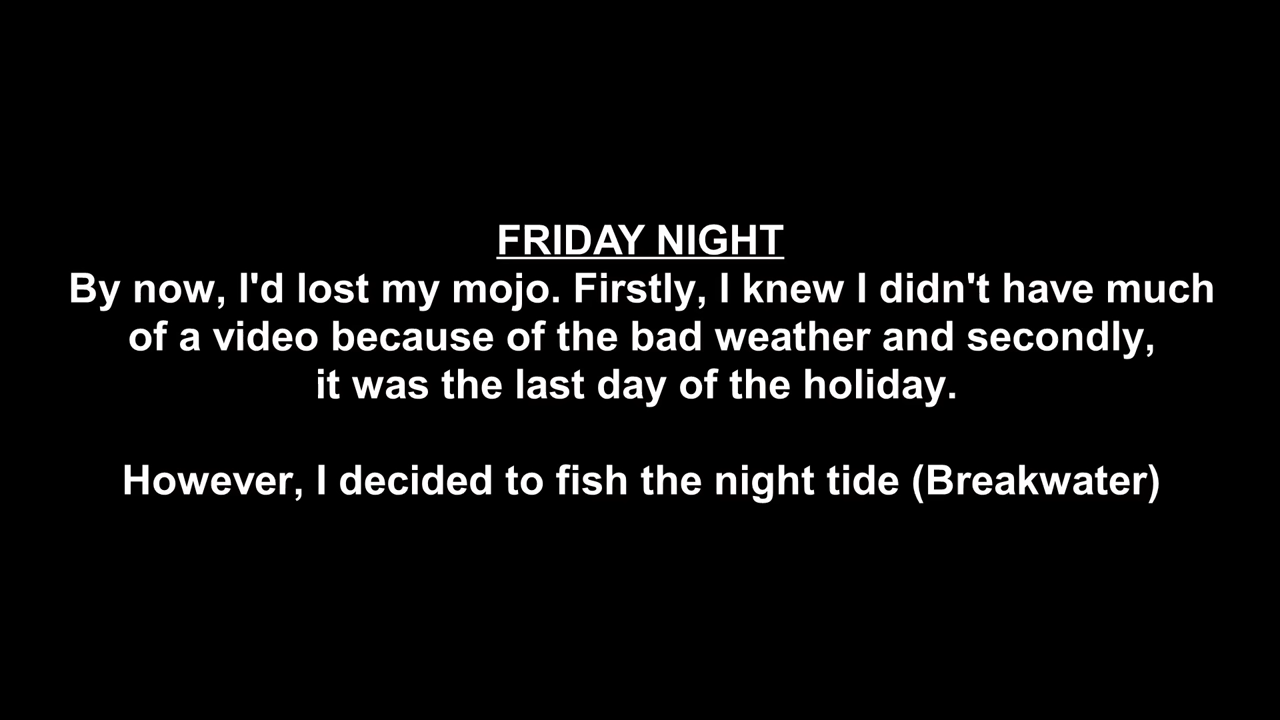 FRIDAY NIGHT
By now, I'd lost my mojo. Firstly, I knew I didn't have much
of a video because of the bad weather and secondly,
it was the last day of the holiday.
However, I decided to fish the night tide (Breakwater)